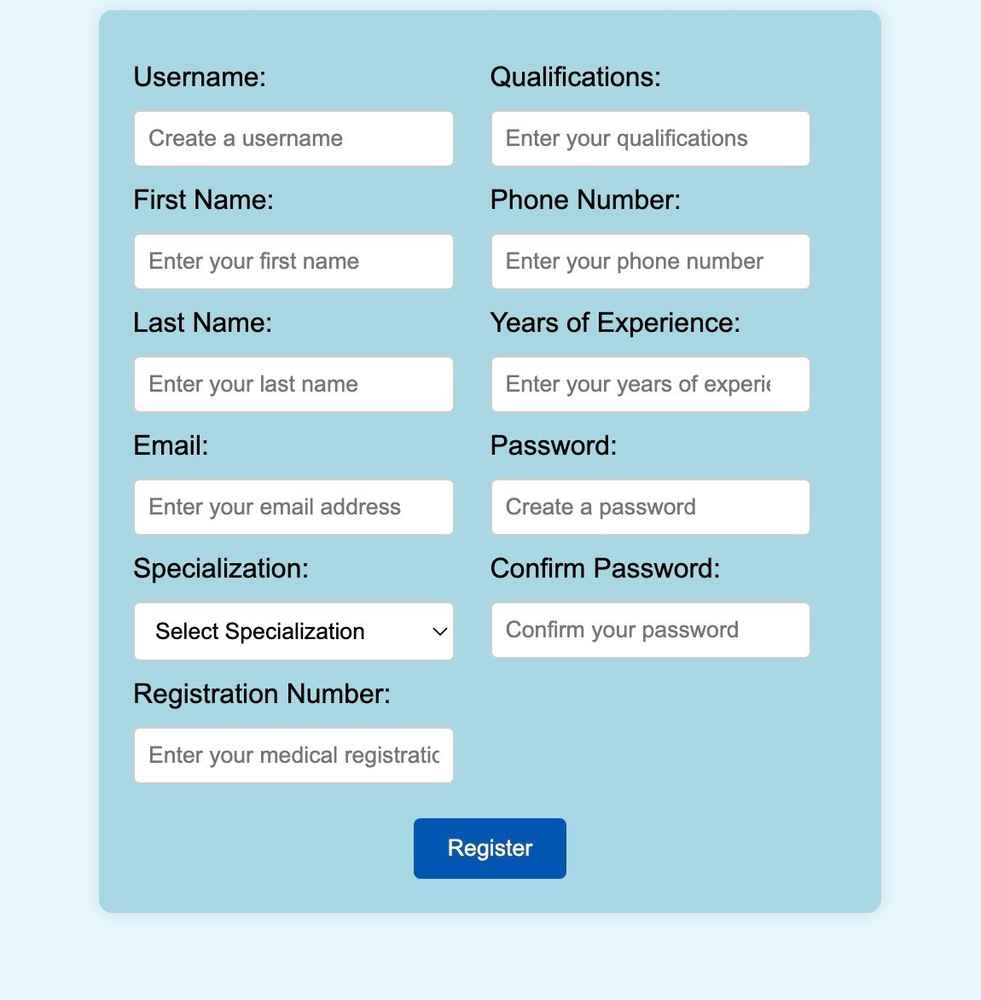 Username:
Create a username
First Name:
Enter your first name
Last Name:
Enter your last name
Email:
Enter your email address
Specialization:
Select Specialization
Registration Number:
Enter your medical registratic
Qualifications:
Enter your qualifications
Phone Number:
Enter your phone number
Years of Experience:
Enter your years of experie
Password:
Create a password
Confirm Password:
Confirm your password
Register